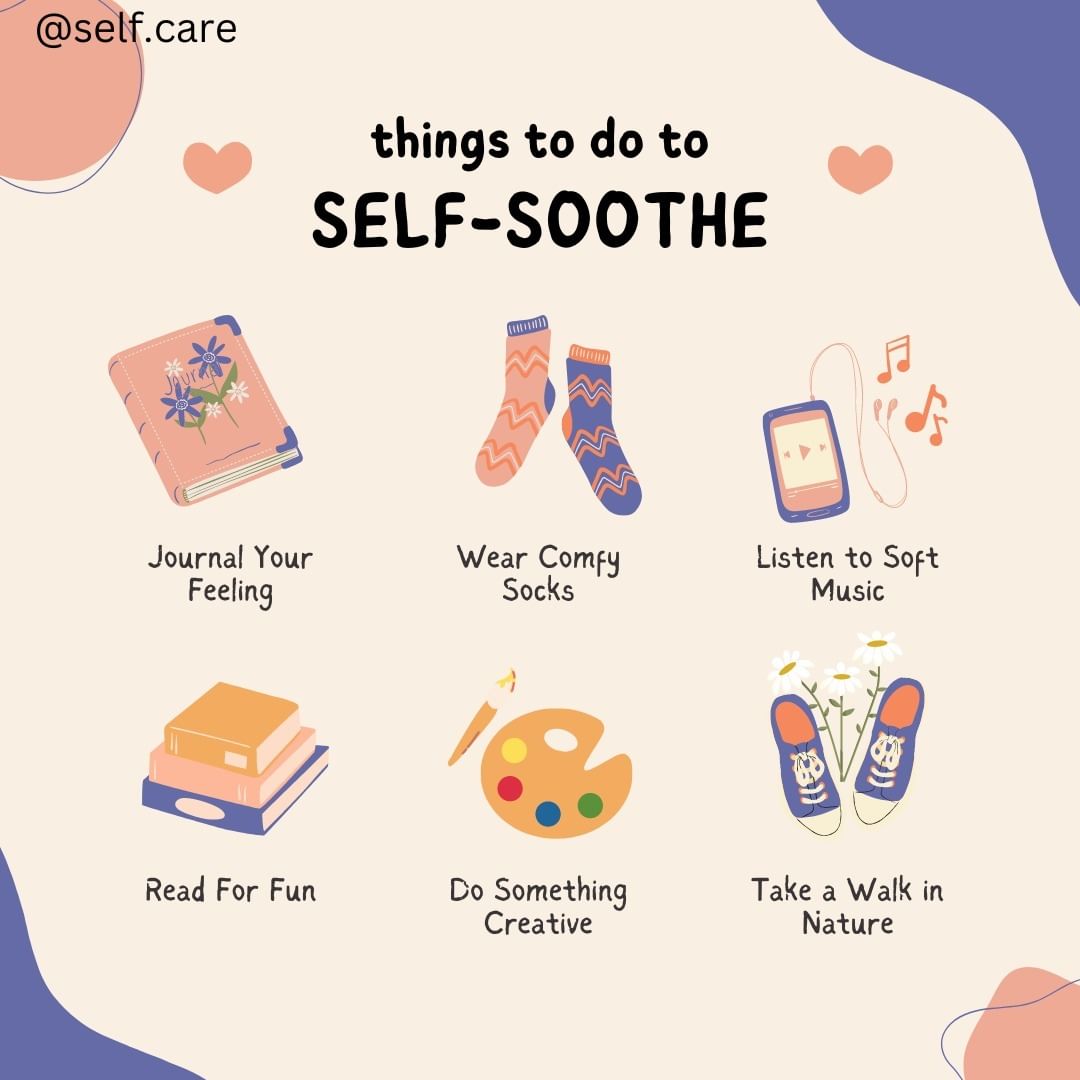 @self.care
things to do to
SELF-SOOTHE
Journal
Journal Your
Feeling
Wear Comfy
Socks
Listen to Soft
Music
Read For Fun
Do Something
Creative
Take a Walk in
Nature